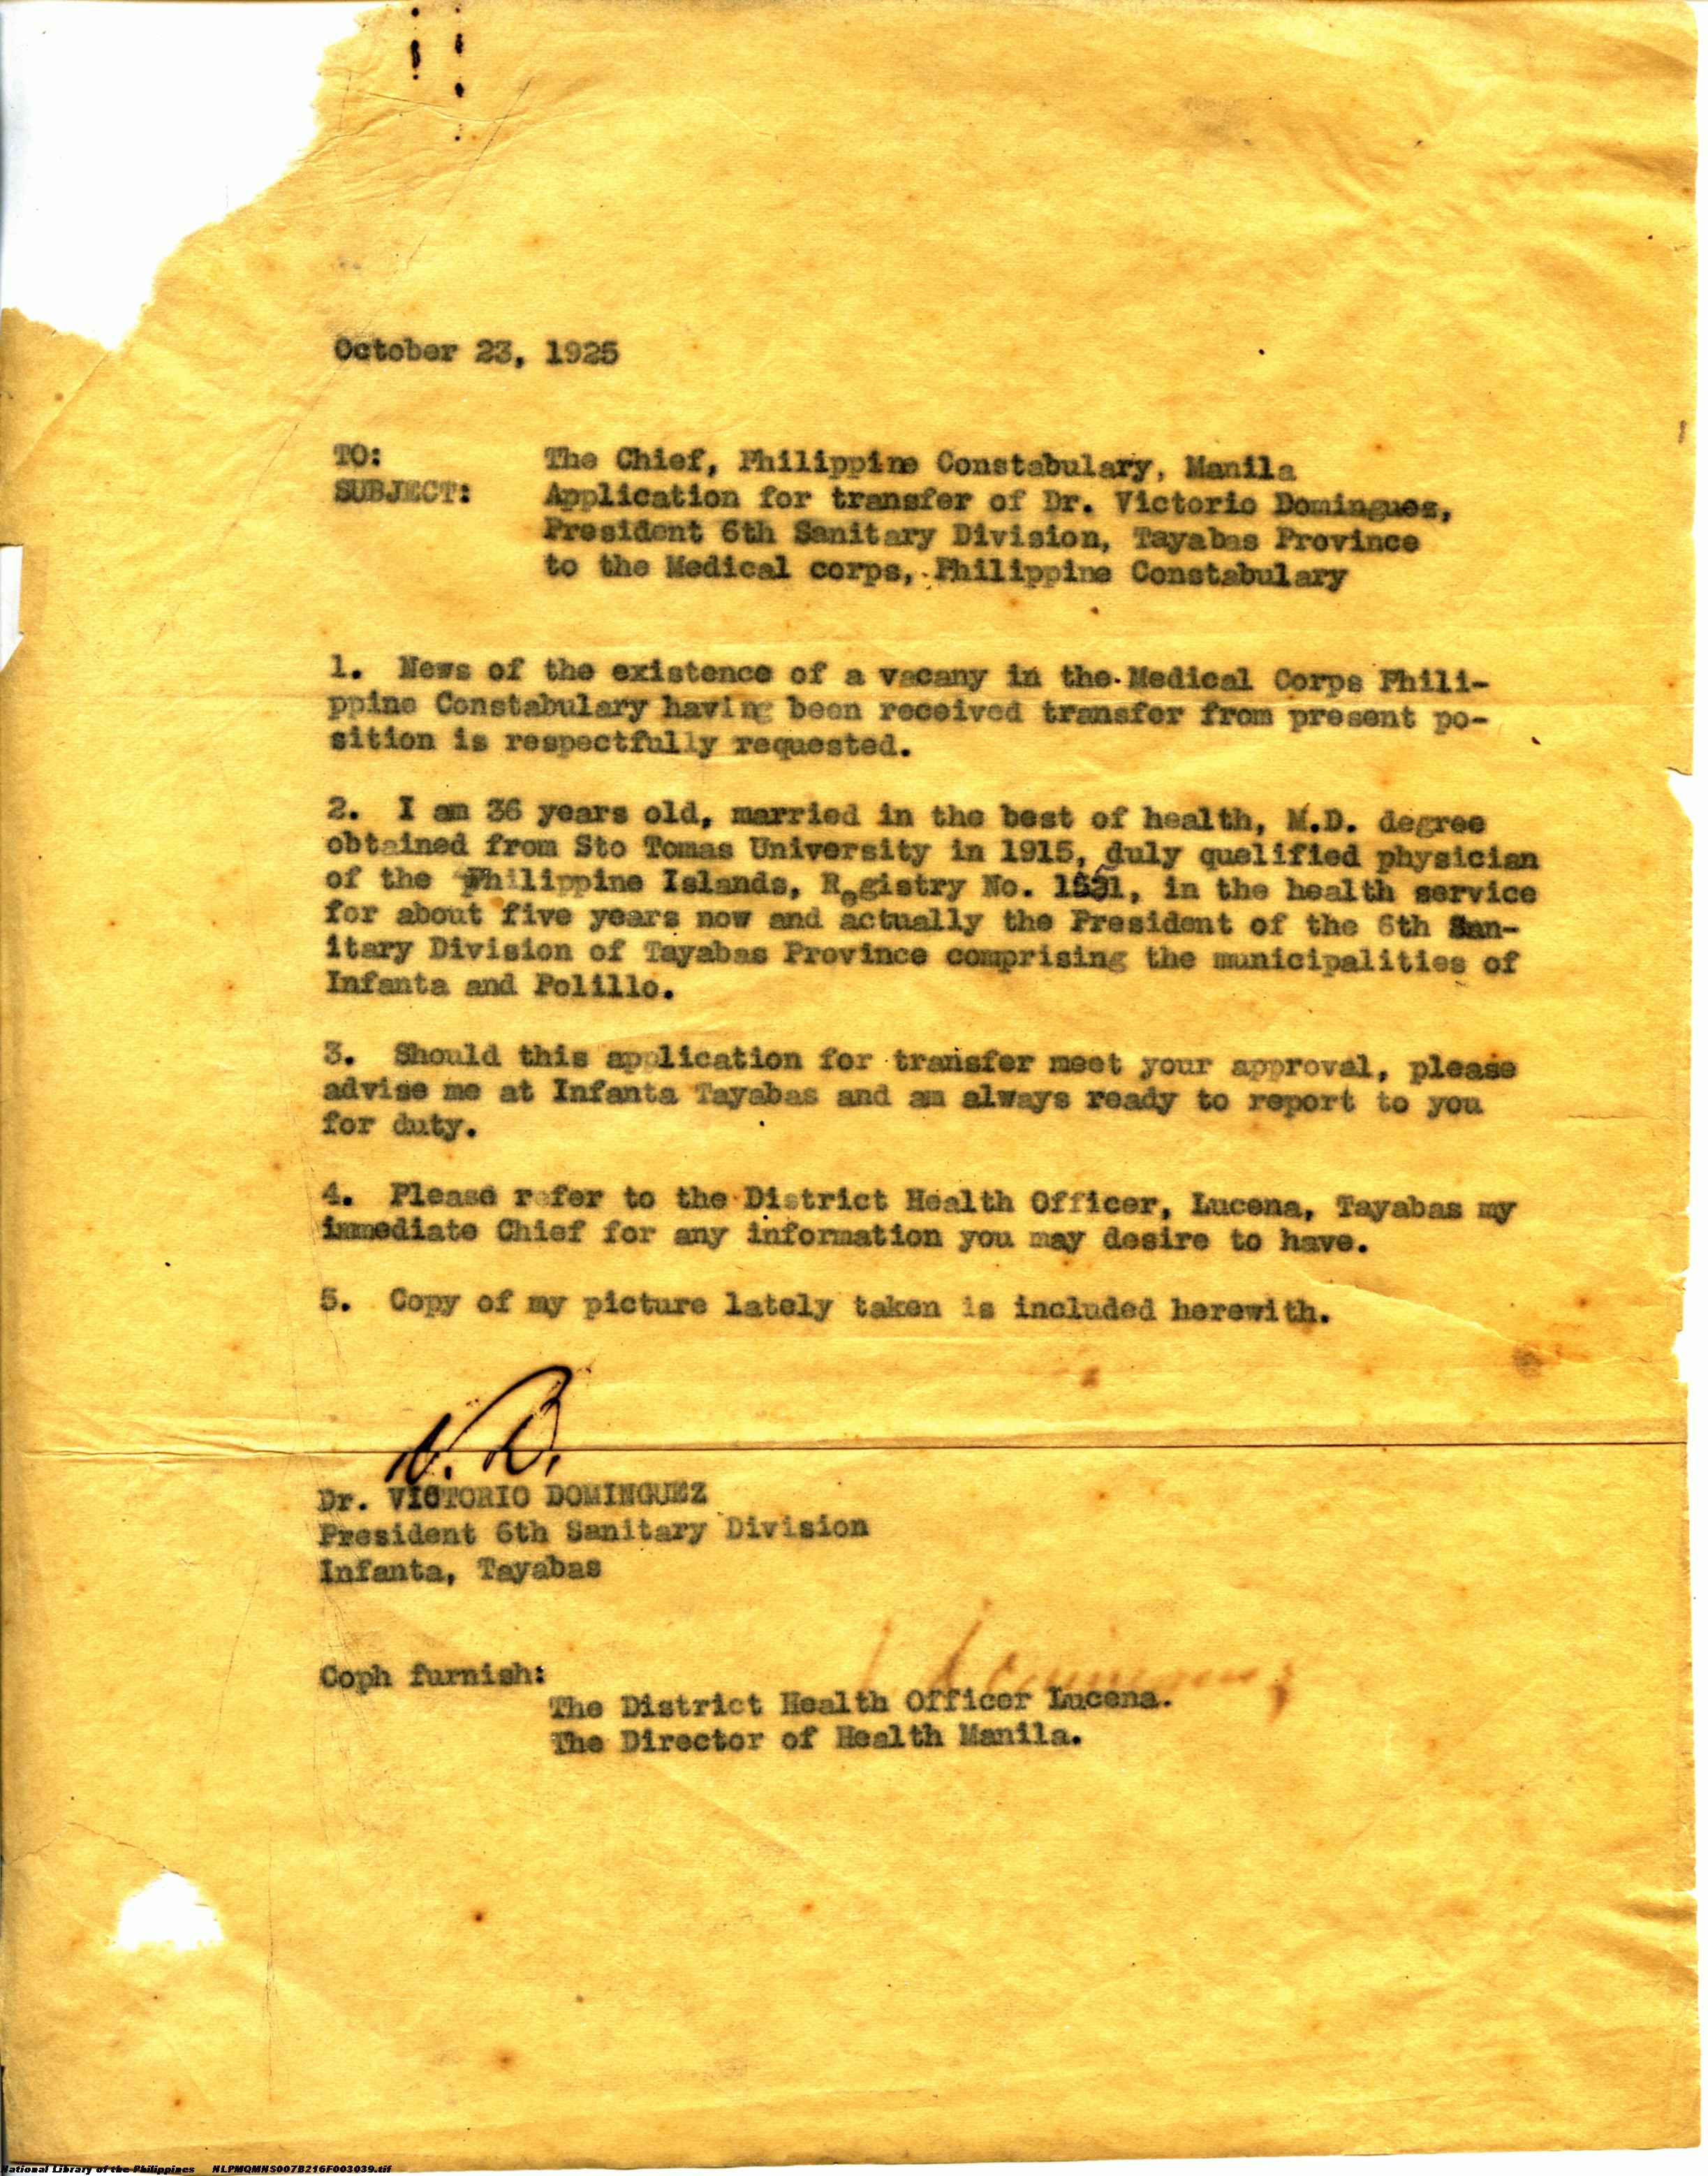 October 23, 1925
TO: The Chief, Philippine Constabulary, Manila
SUBJECT: Application for transfer of Dr. Victorio Dominguez,
President 6th Sanitary Division, Tayabas Province
to the Medical corps, Philippine Constabulary
1. News of the existence of a vacany in the Medical Corps Phili-
ppine Constabulary having been received transfer from present po-
sition is respectfully requested.
2. I am 36 years old, married in the best of health, M.D. degree
obtained from Sto Tomas University in 1915, duly qualified physician
of the Philippine Islands, Registry No. in the health service
for about five years now and actually the President of the 6th San-
itary Division of Tayabas Province comprising the municipalities of
Infanta and Polillo.
3. Should this application for transfer meet your approval, please
advise me at Infanta Tayabas and am always ready to report to you
for duty.
4. Please refer to the District Health Officer, Lucena, Tayabas my
immediate Chief for any information you may desire to have.
5. Copy of my picture lately taken is included herewith.
V. D.
Dr. VICTORIO DOMINGUEZ
President 6th Sanitary Division
Infanta, Tayabas
Coph furnish:
The District Health Officer Lucena.
The Director of Health Manila.
National Library of the Philippines NLPMQMNS007B216F003039.tif